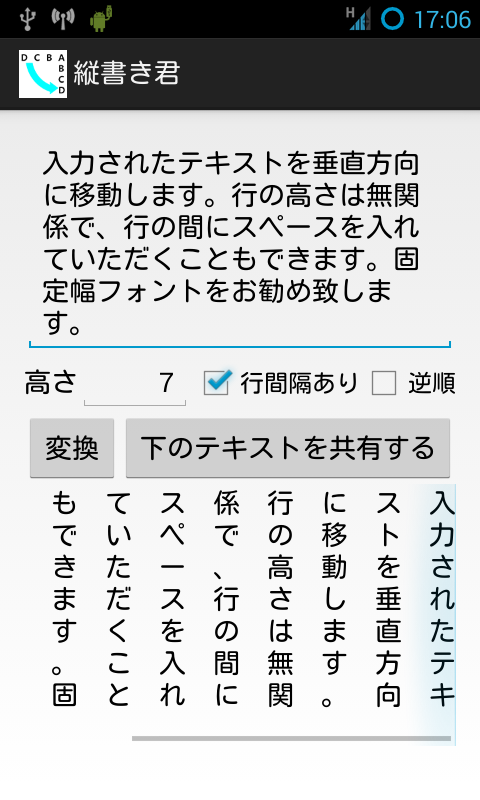 H
17:06
D C B A
B
C
D
縦書き君
入力されたテキストを垂直方向
に移動します。行の高さは無関
係で、行の間にスペースを入れ
ていただくこともできます。固
定幅フォントをお勧め致しま
す。
高さ 7 行間隔あり 逆順
変換 下のテキストを共有する
入力されたテキ
ストを垂直方向
に移動します。
行の高さは無関
係で、行の間に
スペースを入れ
ていただくこと
もできます。固